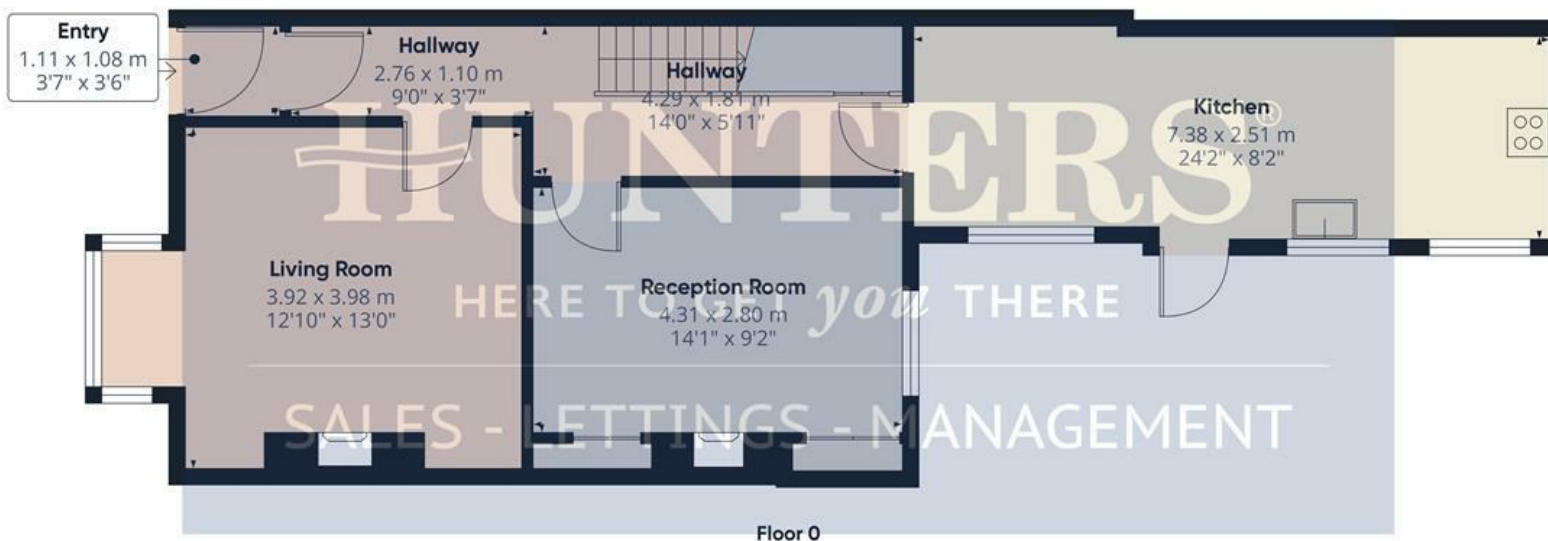 Entry
1.11 x 1.08 m
3'7" x 3'6"
Hallway
2.76 x 1.10 m
9'0" x 3'7"
Hallway
4.29 x 1.81 m
14'0" x 5'11"
Kitchen
7.38 x 2.51 m
24'2" x 8'2"
HUNTERS®
Living Room
3.92 x 3.98 m
12'10" x 13'0"
Reception Room
4.31 x 2.80 m
14'1" x 9'2"
HERE TO GET you THERE
SALES - LETTINGS - MANAGEMENT
Floor 0